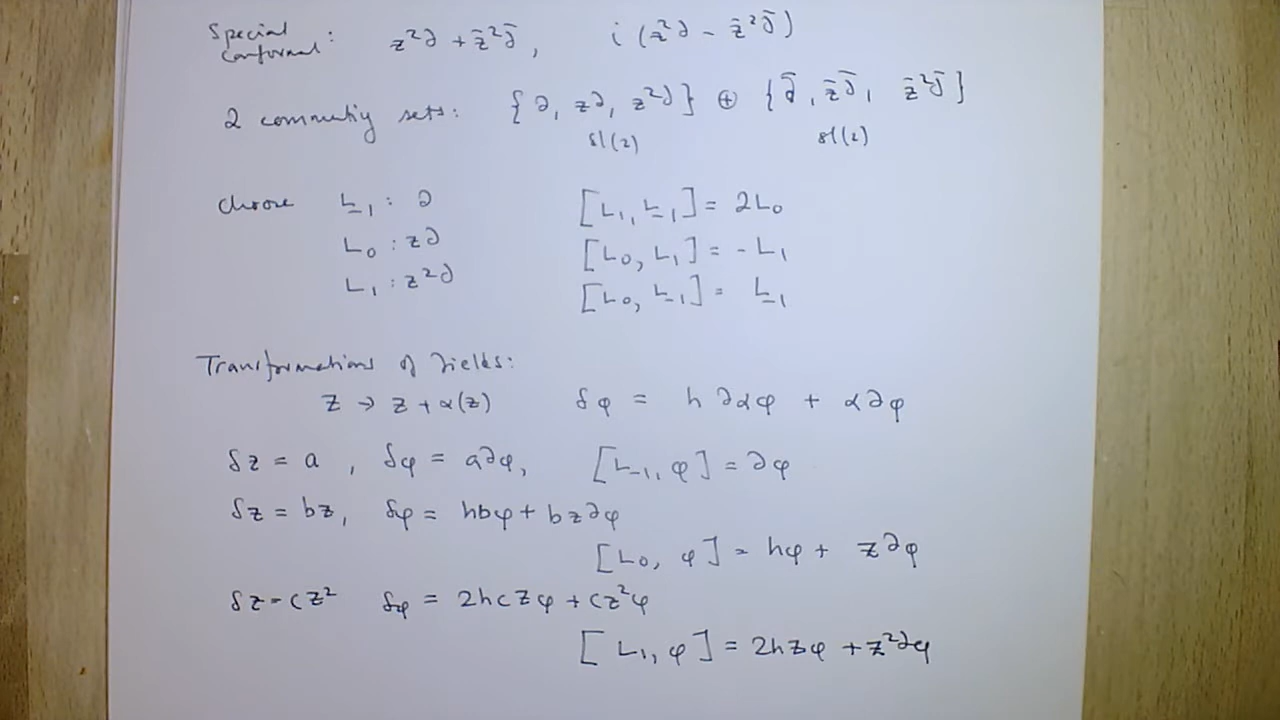 Special conformal : z²∂ + z̄²∂̄ , i (z²∂ - z̄²∂̄)
2 commuting sets : {∂, z∂, z²∂} ⊕ {∂̄, z̄∂̄, z̄²∂̄}
sl(2) sl(2)
choose L₋₁ : ∂ [L₁, L₋₁] = 2L₀
L₀ : z∂ [L₀, L₁] = - L₁
L₁ : z²∂ [L₀, L₋₁] = L₋₁
Transformations of fields :
z → z + α(z) δφ = h ∂αφ + α∂φ
δz = a , δφ = a∂φ, [L₋₁, φ] = ∂φ
δz = bz, δφ = hbφ + bz∂φ
[L₀, φ] = hφ + z∂φ
δz = cz² δφ = 2hczφ + cz²φ
[L₁, φ] = 2hzφ + z²∂φ